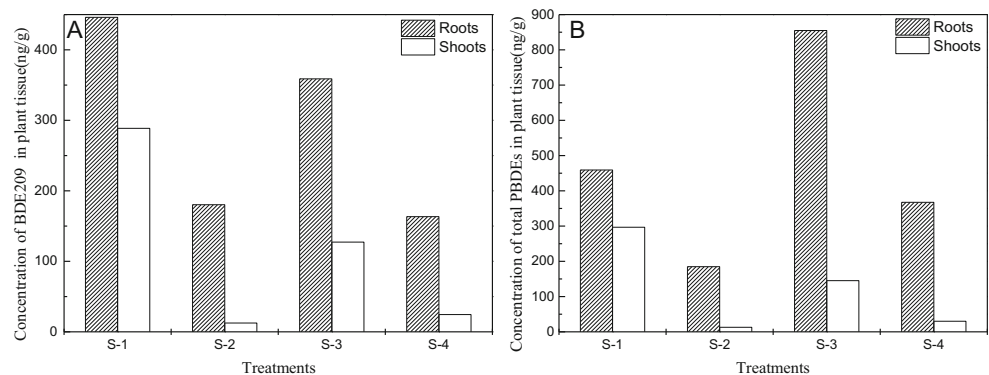 A
Roots
Shoots
Concentration of BDE209 in plant tissue(ng/g)
400
300
200
100
0
S-1 S-2 S-3 S-4
Treatments
B
Roots
Shoots
Concentration of total PBDEs in plant tissue(ng/g)
900
800
700
600
500
400
300
200
100
0
S-1 S-2 S-3 S-4
Treatments